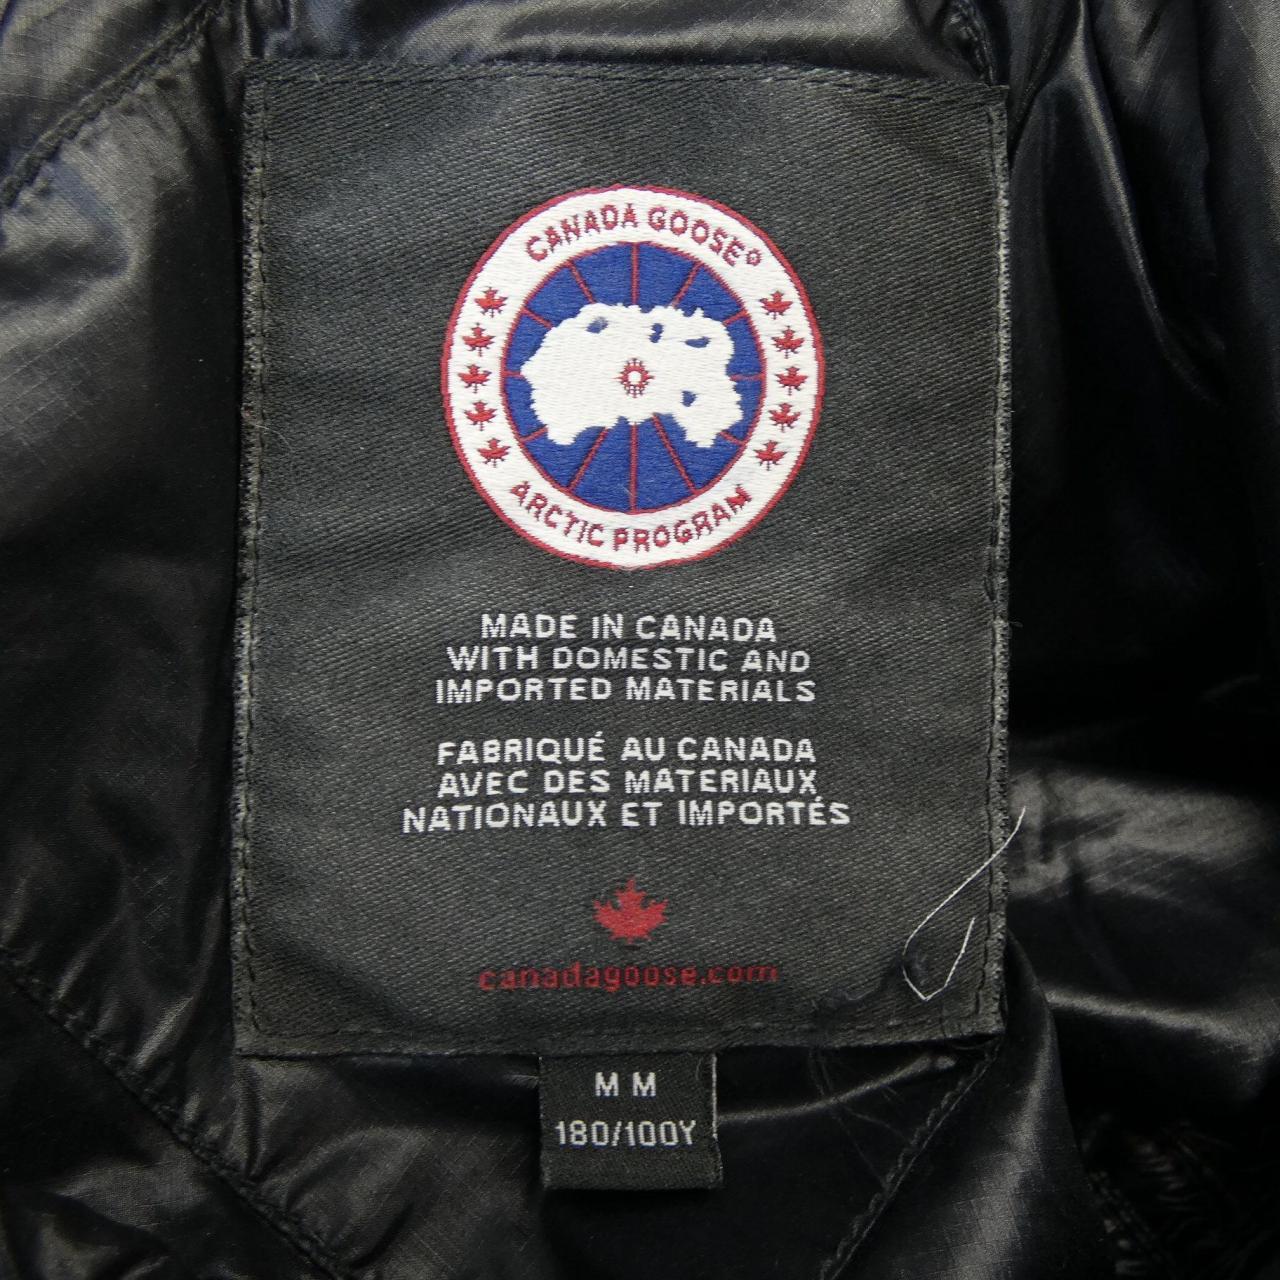 CANADA GOOSE®
ARCTIC PROGRAM
MADE IN CANADA
WITH DOMESTIC AND
IMPORTED MATERIALS
FABRIQUÉ AU CANADA
AVEC DES MATERIAUX
NATIONAUX ET IMPORTÉS
canadagoose.com
M M
180/100Y